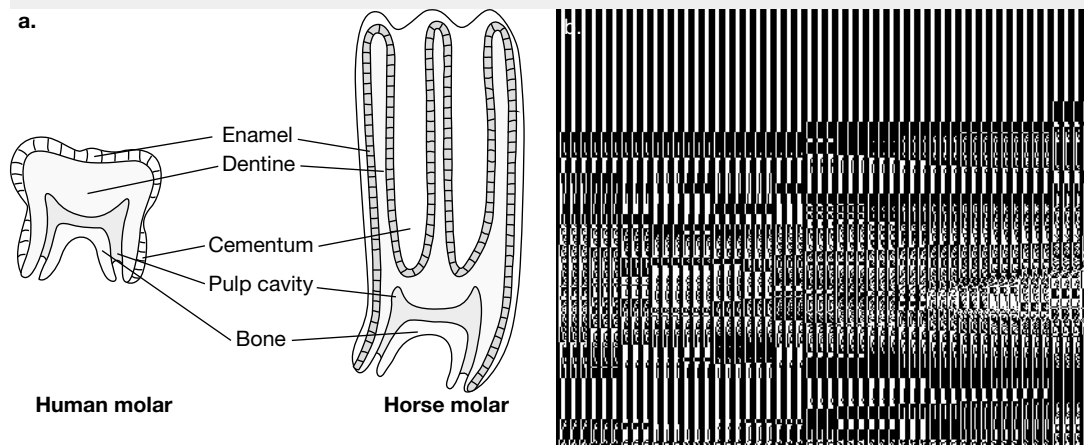 a.
b.
Enamel
Dentine
Cementum
Pulp cavity
Bone
Human molar
Horse molar